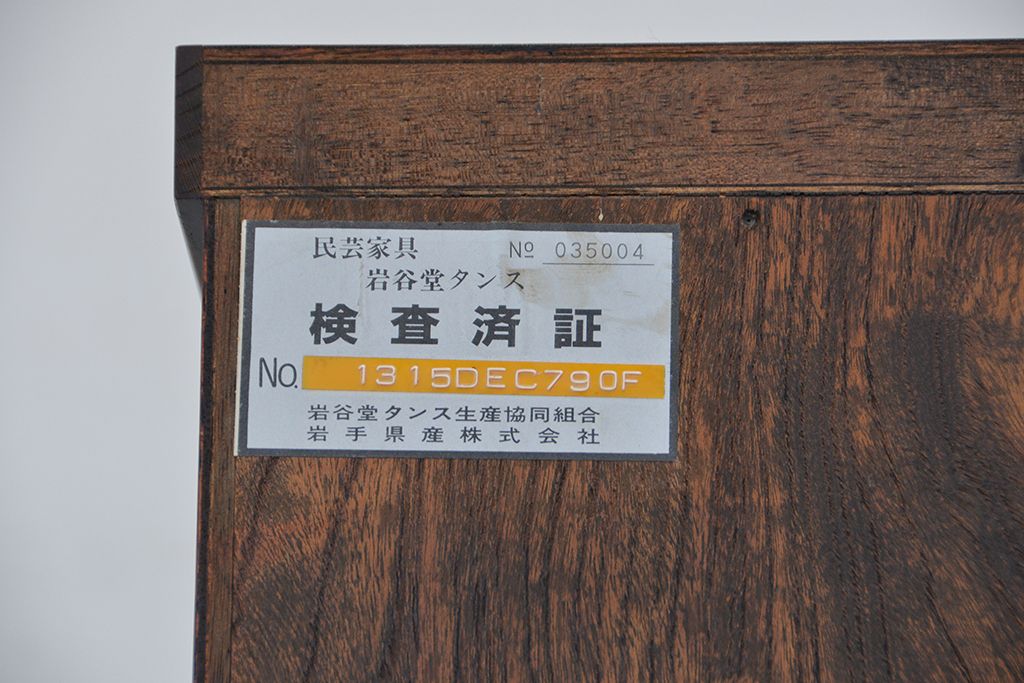 民芸家具 № 035004
岩谷堂タンス
検査済証
No. 1315DEC790F
岩谷堂タンス生産協同組合
岩手県産株式会社